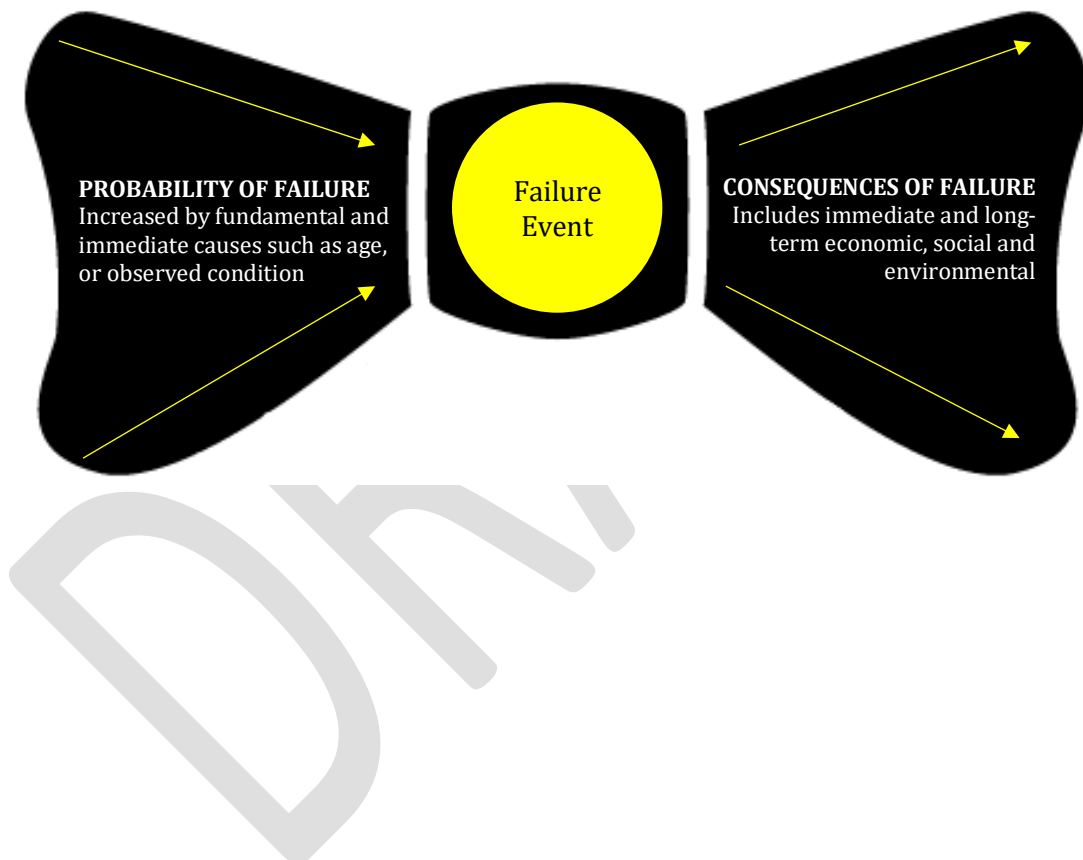 PROBABILITY OF FAILURE
Increased by fundamental and
immediate causes such as age,
or observed condition
Failure
Event
CONSEQUENCES OF FAILURE
Includes immediate and long-
term economic, social and
environmental